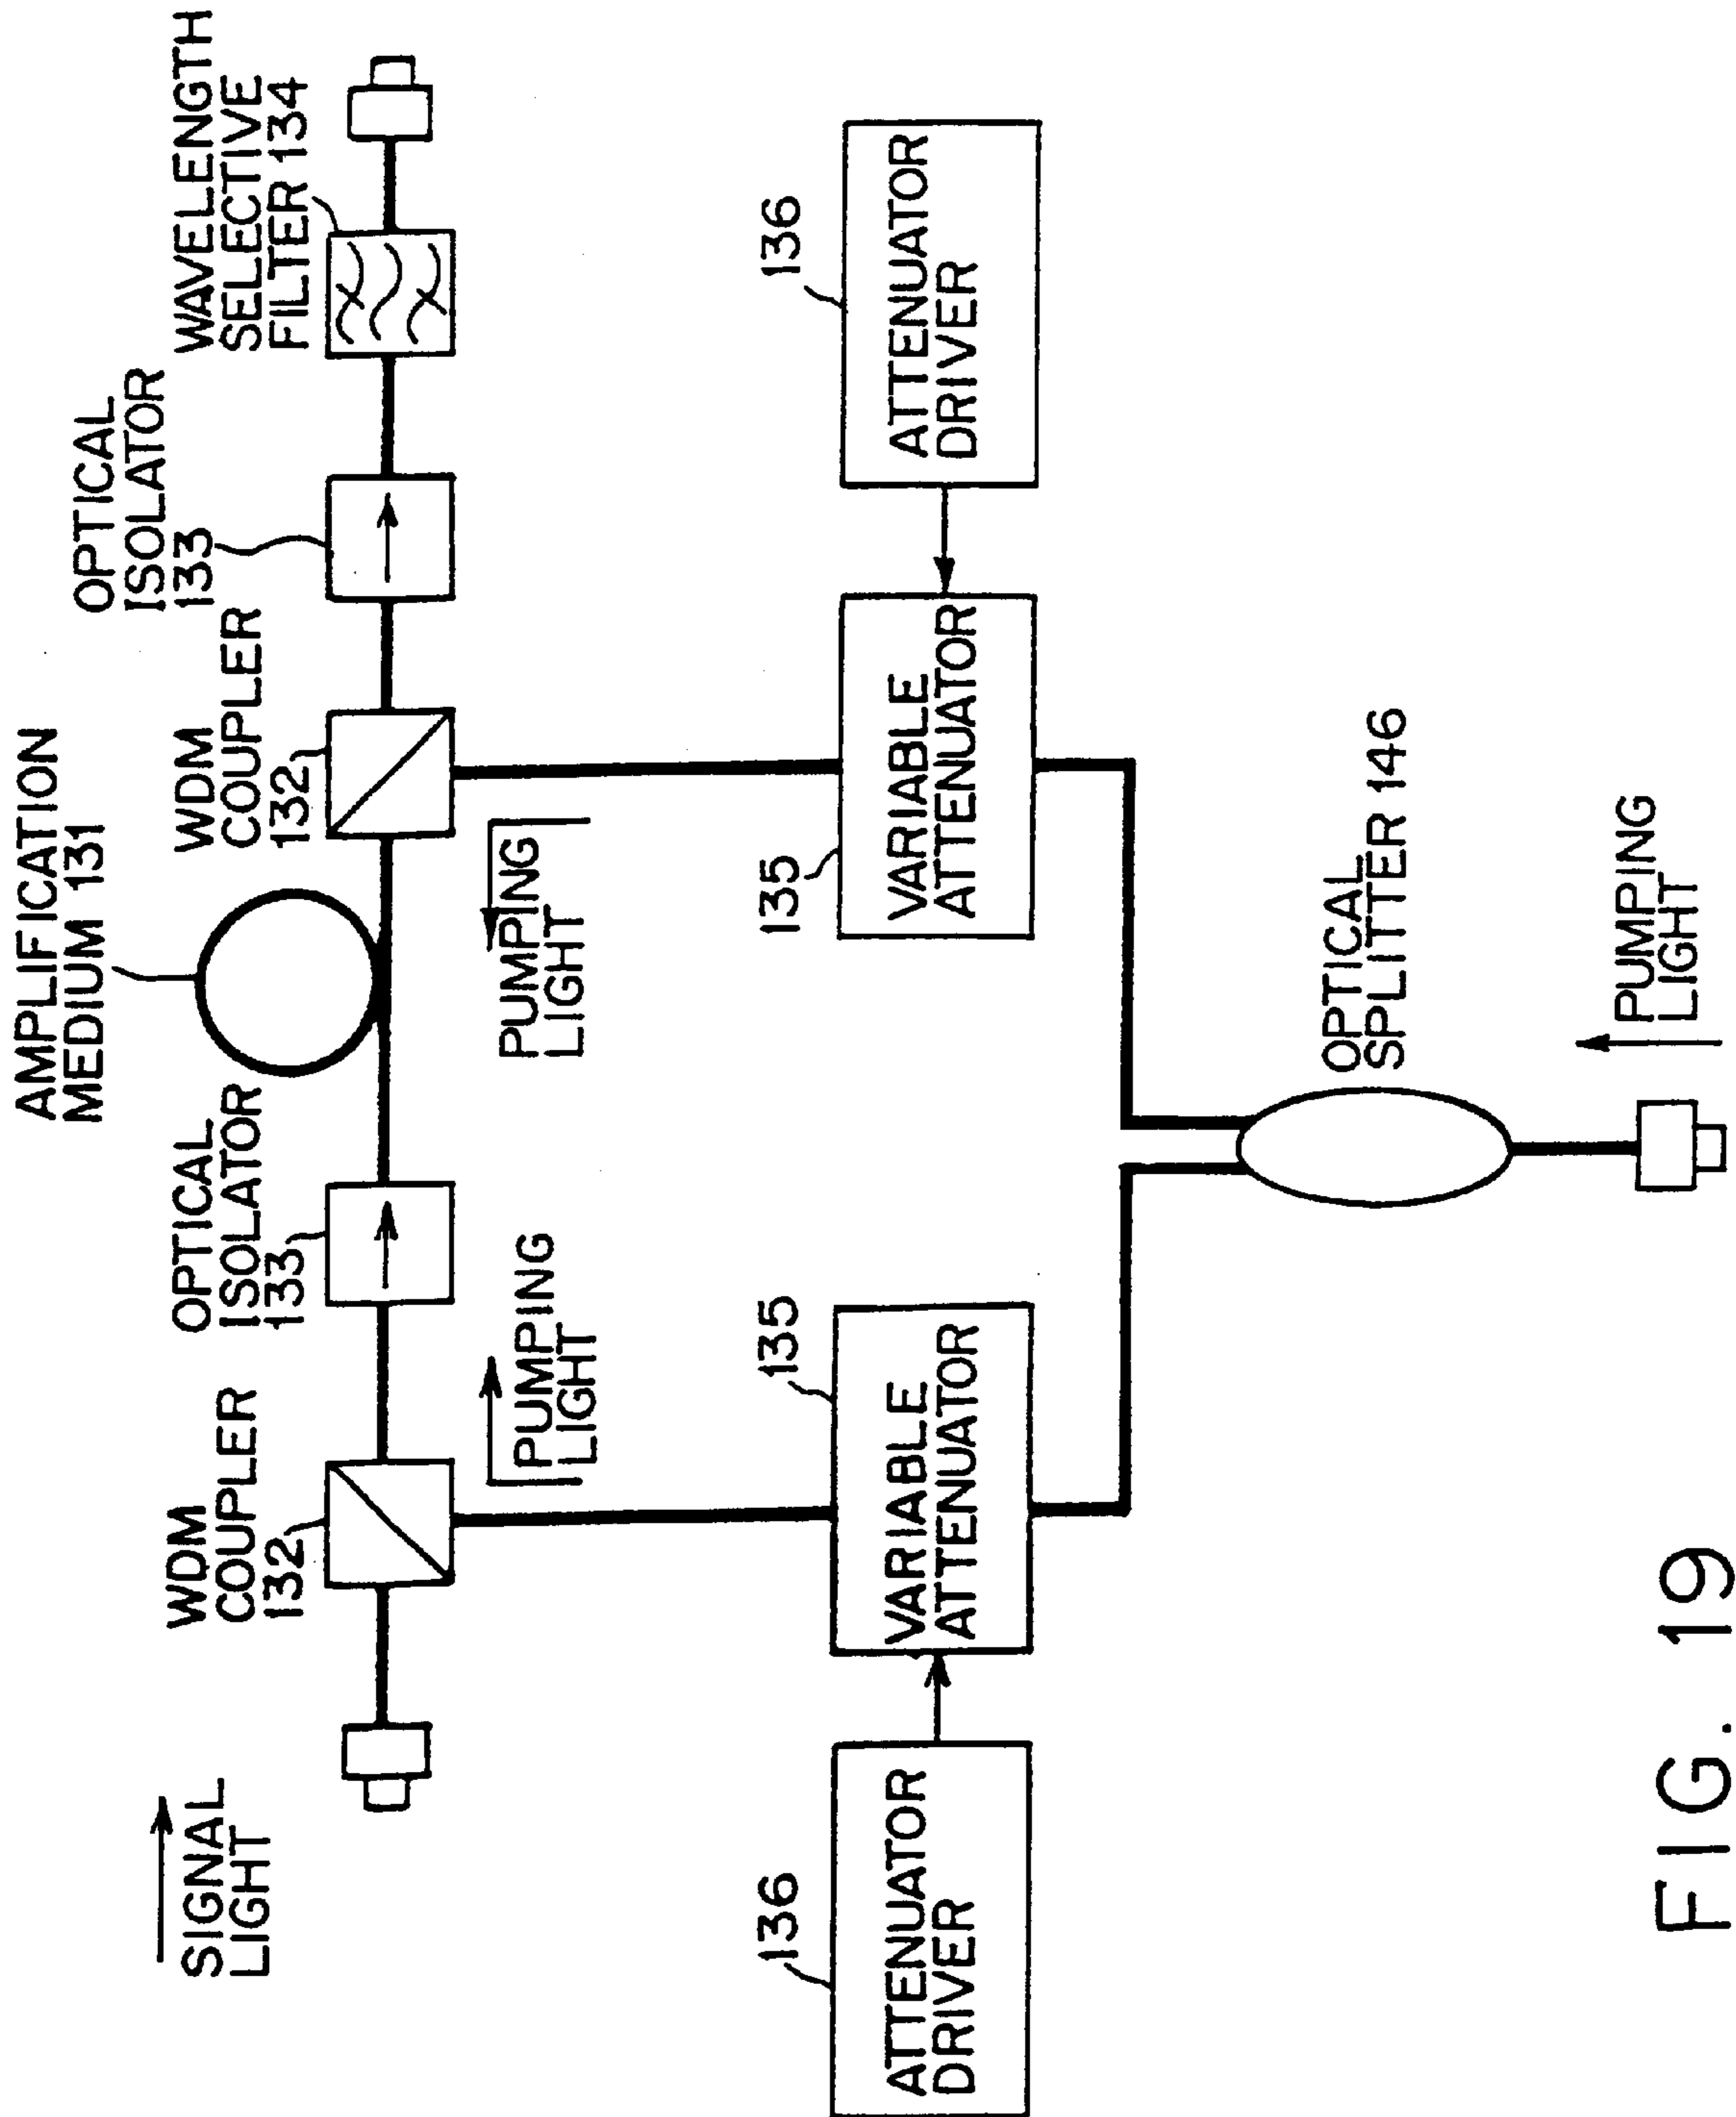 AMPLIFICATION
MEDIUM 131
OPTICAL
ISOLATOR
133
WAVELENGTH
SELECTIVE
FILTER 134
WDM
COUPLER
132
OPTICAL
ISOLATOR
133
WDM
COUPLER
132
SIGNAL
LIGHT
PUMPING
LIGHT
PUMPING
LIGHT
136
ATTENUATOR
DRIVER
135
VARIABLE
ATTENUATOR
135
VARIABLE
ATTENUATOR
136
ATTENUATOR
DRIVER
OPTICAL
SPLITTER 146
PUMPING
LIGHT
FIG. 19